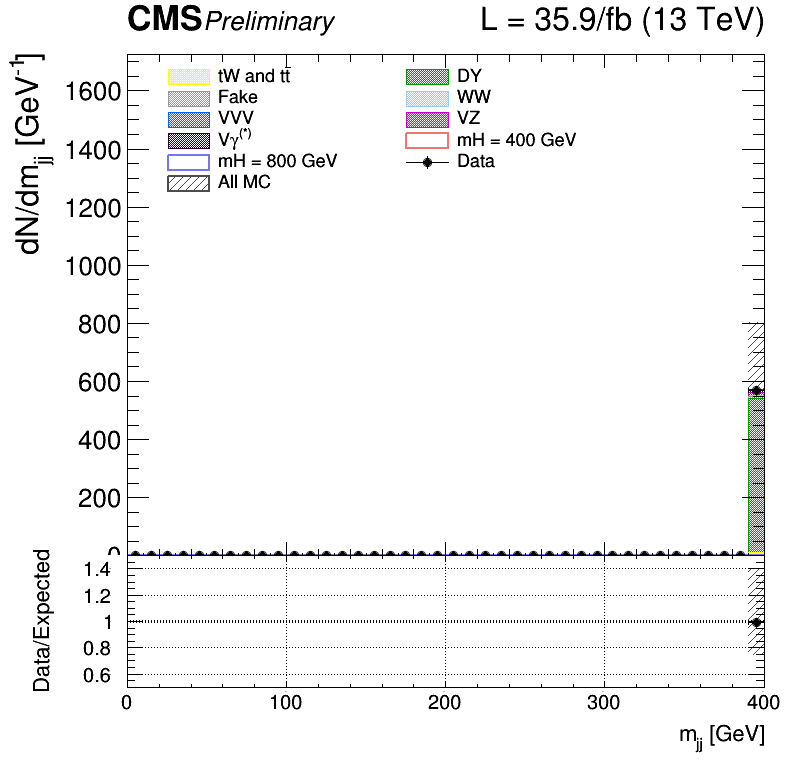 CMS Preliminary L = 35.9/fb (13 TeV)
dN/dm_jj [GeV⁻¹]
tW and tt̄ DY
Fake WW
VVV VZ
Vγ⁽*⁾ mH = 400 GeV
mH = 800 GeV Data
All MC
1600
1400
1200
1000
800
600
400
200
0
Data/Expected
1.4
1.2
1
0.8
0.6
0 100 200 300 400
m_jj [GeV]